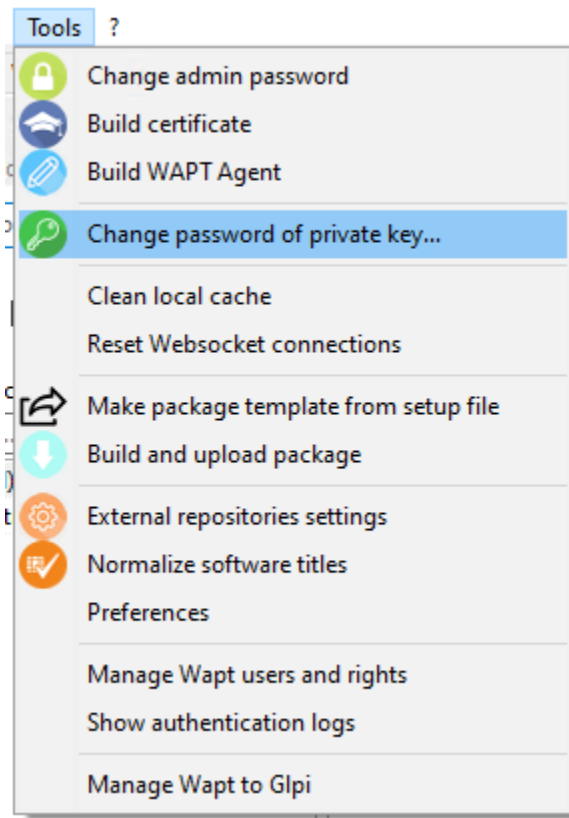 Tools ?
Change admin password
Build certificate
Build WAPT Agent
Change password of private key...
Clean local cache
Reset Websocket connections
Make package template from setup file
Build and upload package
External repositories settings
Normalize software titles
Preferences
Manage Wapt users and rights
Show authentication logs
Manage Wapt to Glpi